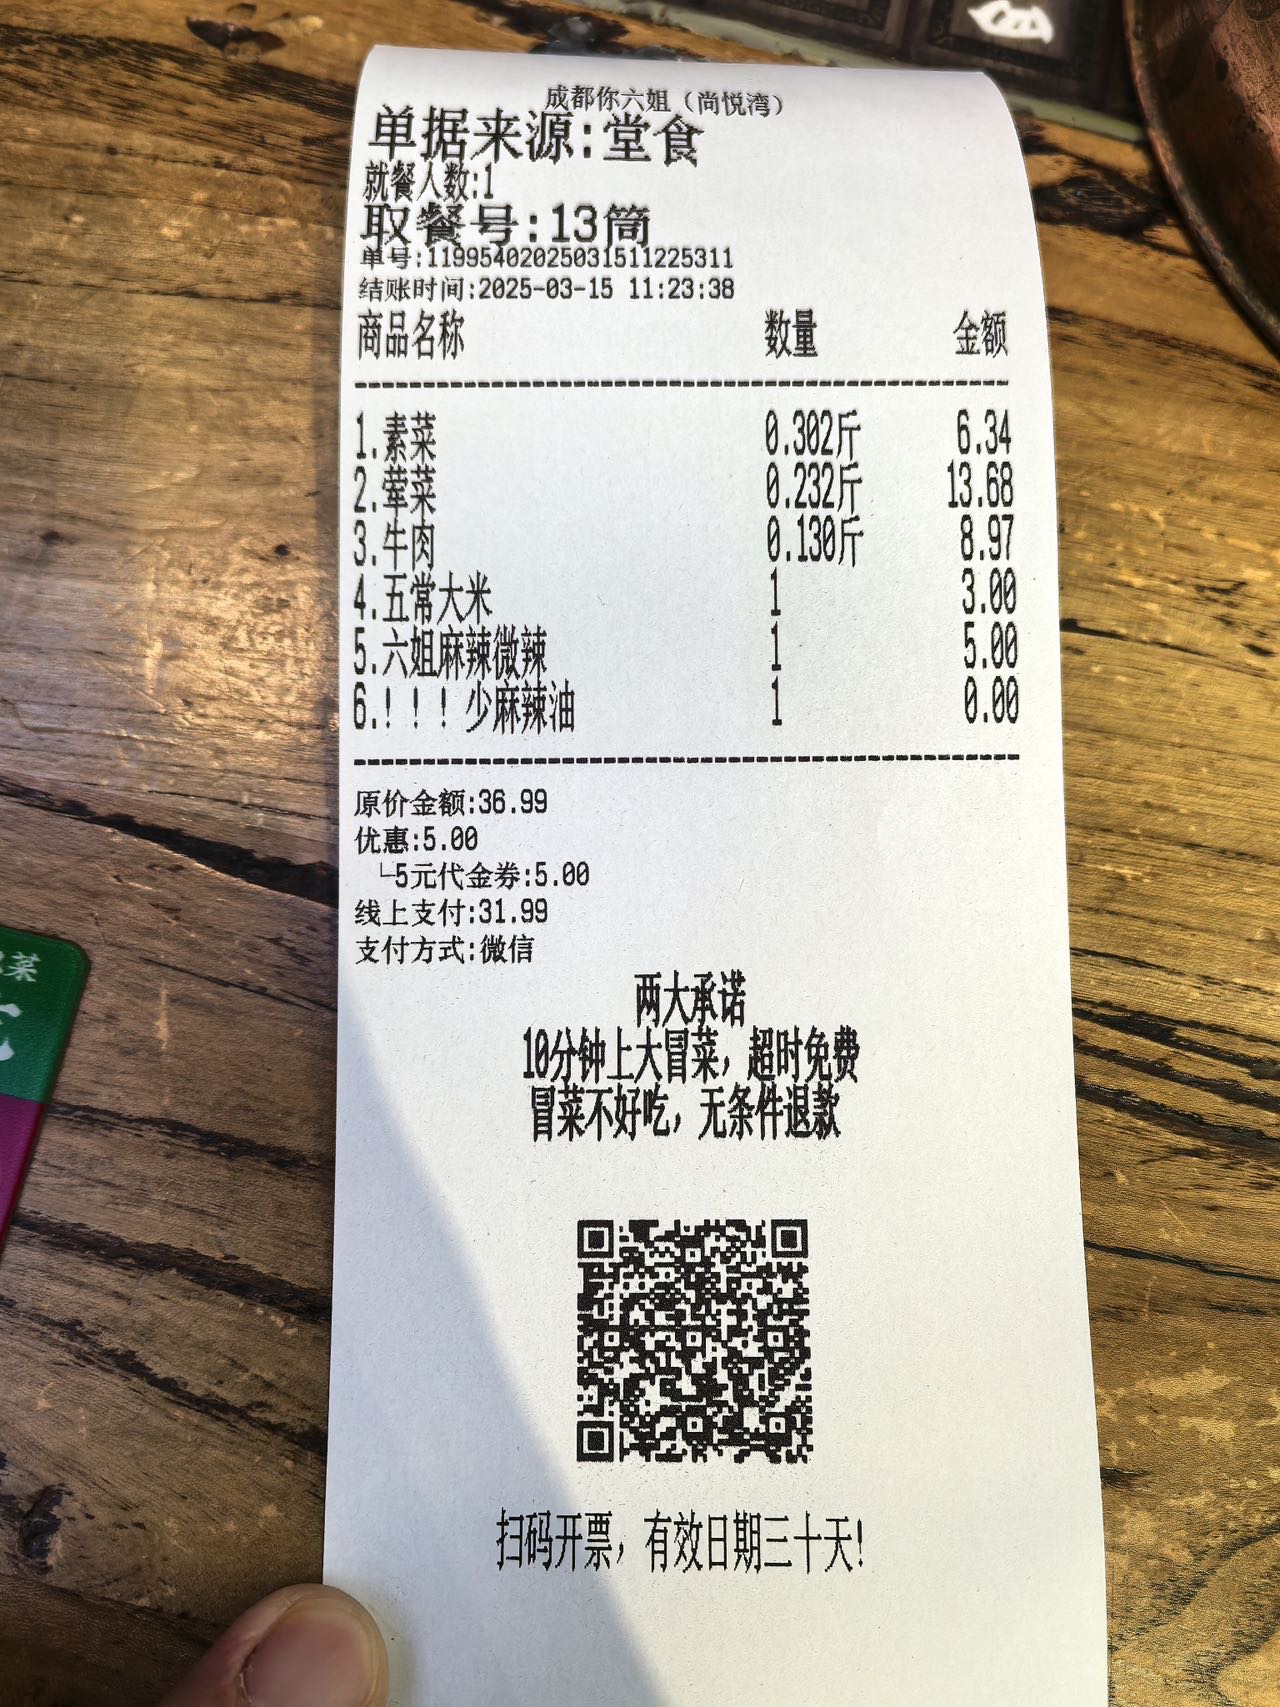 成都你六姐（尚悦湾）
单据来源:堂食
就餐人数:1
取餐号:13筒
单号:119954020250315112253​11
结账时间:2025-03-15 11:23:38
商品名称 数量 金额
1.素菜 0.302斤 6.34
2.荤菜 0.232斤 13.68
3.牛肉 0.130斤 8.97
4.五常大米 1 3.00
5.六姐麻辣微辣 1 5.00
6.！！！少麻辣油 1 0.00
原价金额:36.99
优惠:5.00
└5元代金券:5.00
线上支付:31.99
支付方式:微信
两大承诺
10分钟上大冒菜，超时免费
冒菜不好吃，无条件退款
扫码开票，有效日期三十天!
菜